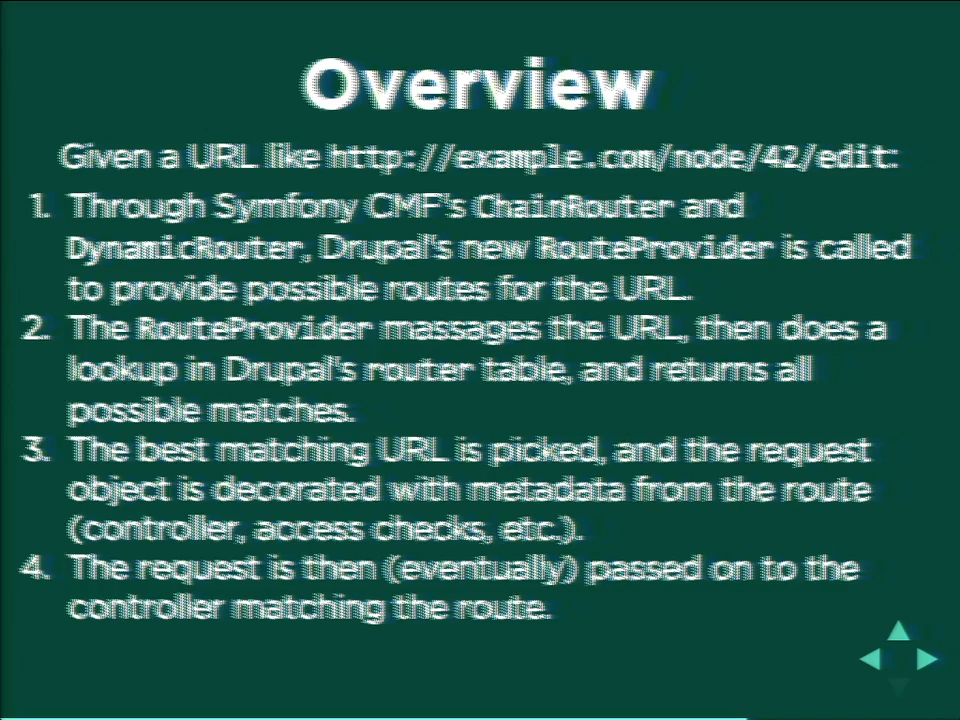 Overview
Given a URL like http://example.com/node/42/edit:
1. Through Symfony CMF's ChainRouter and
DynamicRouter, Drupal's new RouteProvider is called
to provide possible routes for the URL.
2. The RouteProvider massages the URL, then does a
lookup in Drupal's router table, and returns all
possible matches.
3. The best matching URL is picked, and the request
object is decorated with metadata from the route
(controller, access checks, etc.).
4. The request is then (eventually) passed on to the
controller matching the route.